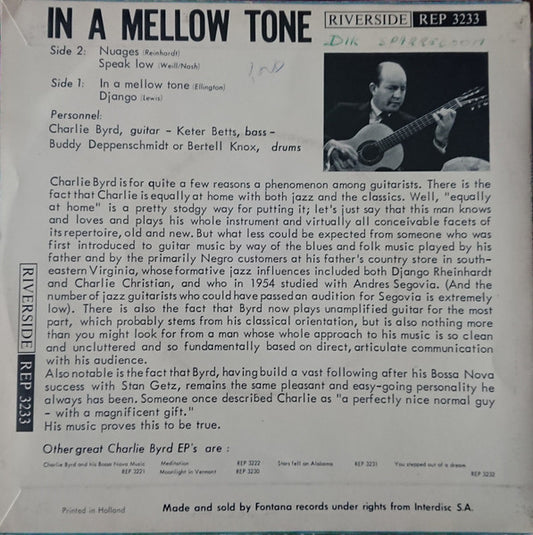 IN A MELLOW TONE RIVERSIDE REP 3233
DIK SPARREBOOM
Side 2: Nuages (Reinhardt)
Speak low (Weill/Nash)
Side 1: In a mellow tone (Ellington)
Django (Lewis)
Personnel:
Charlie Byrd, guitar – Keter Betts, bass –
Buddy Deppenschmidt or Bertell Knox, drums
Charlie Byrd is for quite a few reasons a phenomenon among guitarists. There is the
fact that Charlie is equally at home with both jazz and the classics. Well, "equally
at home" is a pretty stodgy way for putting it; let's just say that this man knows
and loves and plays his whole instrument and virtually all conceivable facets of
its repertoire, old and new. But what less could be expected from someone who was
first introduced to guitar music by way of the blues and folk music played by his
father and by the primarily Negro customers at his father's country store in south-
eastern Virginia, whose formative jazz influences included both Django Rheinhardt
and Charlie Christian, and who in 1954 studied with Andres Segovia. (And the
number of jazz guitarists who could have passed an audition for Segovia is extremely
low). There is also the fact that Byrd now plays unamplified guitar for the most
part, which probably stems from his classical orientation, but is also nothing more
than you might look for from a man whose whole approach to his music is so clean
and uncluttered and so fundamentally based on direct, articulate communication
with his audience.
Also notable is the fact that Byrd, having build a vast following after his Bossa Nova
success with Stan Getz, remains the same pleasant and easy-going personality he
always has been. Someone once described Charlie as "a perfectly nice normal guy
– with a magnificent gift."
His music proves this to be true.
RIVERSIDE REP 3233
Other great Charlie Byrd EP's are :
Charlie Byrd and his Bossa Nova Music Meditation REP 3222 Stars fell on Alabama REP 3231 You stepped out of a dream
REP 3221 Moonlight in Vermont REP 3230 REP 3232
Printed in Holland Made and sold by Fontana records under rights from Interdisc S.A.